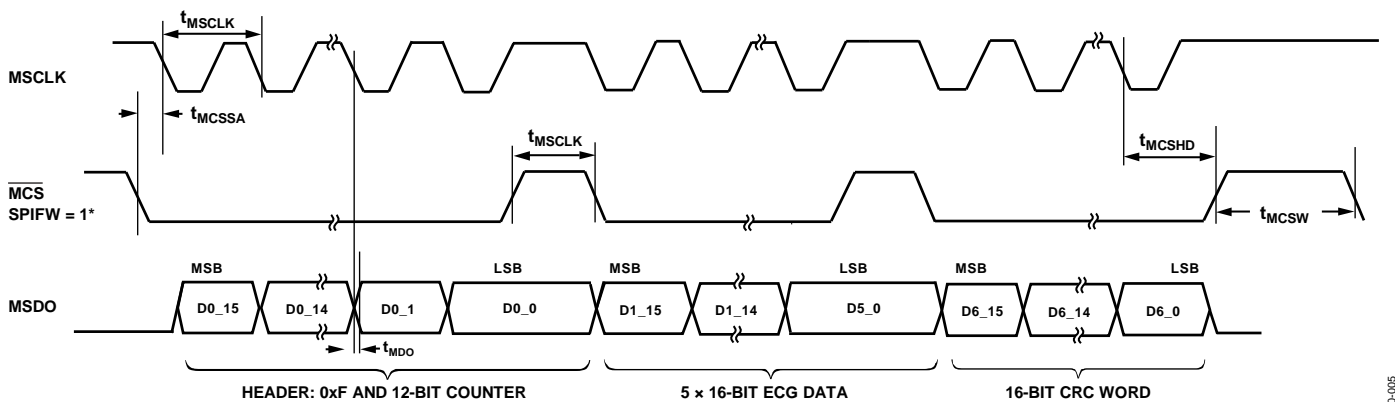 tMSCLK
MSCLK
tMCSSA
tMSCLK
tMCSHD
MCS
SPIFW = 1*
tMCSW
MSB LSB MSB LSB MSB LSB
MSDO
D0_15 D0_14 D0_1 D0_0 D1_15 D1_14 D5_0 D6_15 D6_14 D6_0
tMDO
HEADER: 0xF AND 12-BIT COUNTER 5 × 16-BIT ECG DATA 16-BIT CRC WORD